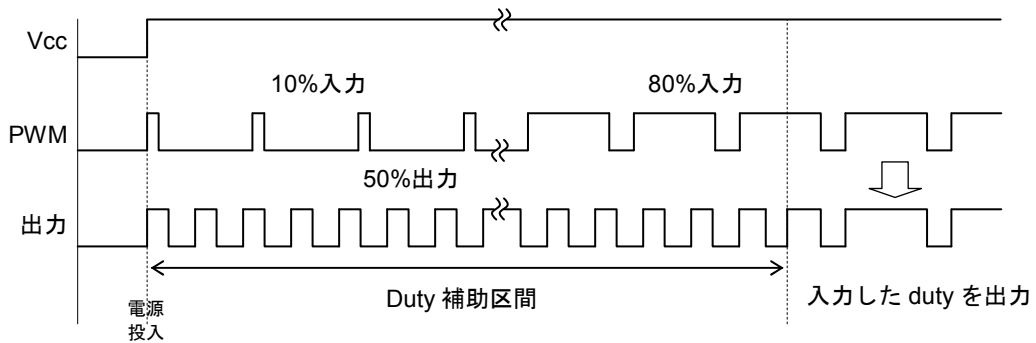 Vcc
10%入力
80%入力
PWM
50%出力
出力
電源
投入
Duty 補助区間
入力した duty を出力